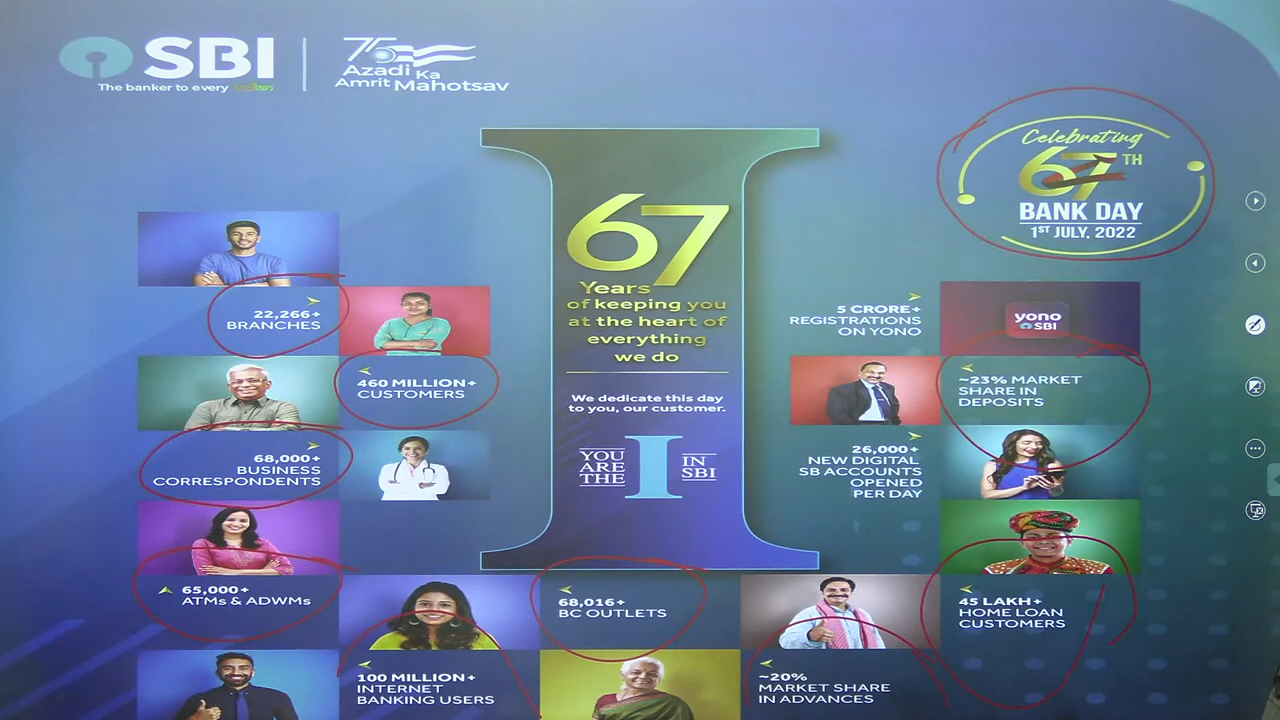 SBI
The banker to every Indian
75
Azadi Ka
Amrit Mahotsav
Celebrating
67TH
BANK DAY
1ST JULY, 2022
67
Years
of keeping you
at the heart of
everything
we do
We dedicate this day
to you, our customer.
YOU
ARE
THE
I
IN
SBI
22,266+
BRANCHES
460 MILLION+
CUSTOMERS
68,000+
BUSINESS
CORRESPONDENTS
65,000+
ATMs & ADWMs
100 MILLION+
INTERNET
BANKING USERS
68,016+
BC OUTLETS
5 CRORE+
REGISTRATIONS
ON YONO
yono
SBI
~23% MARKET
SHARE IN
DEPOSITS
26,000+
NEW DIGITAL
SB ACCOUNTS
OPENED
PER DAY
45 LAKH+
HOME LOAN
CUSTOMERS
~20%
MARKET SHARE
IN ADVANCES